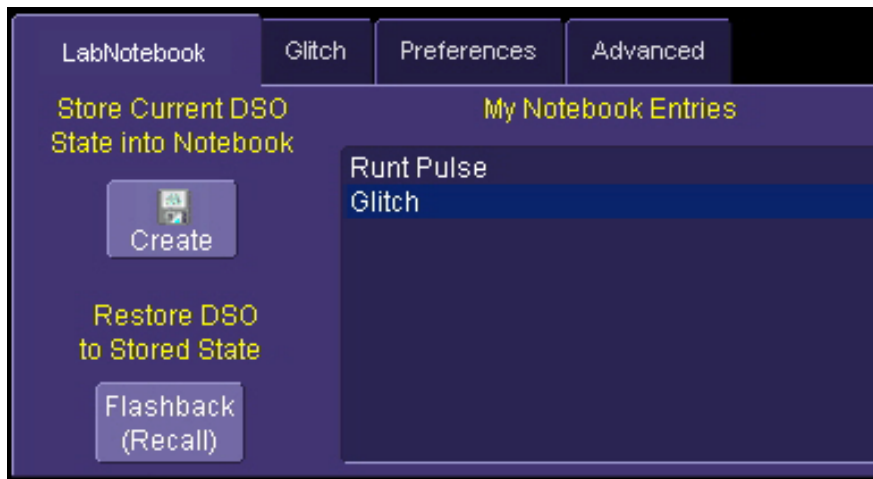 LabNotebook
Glitch
Preferences
Advanced
Store Current DSO
State into Notebook
Create
Restore DSO
to Stored State
Flashback
(Recall)
My Notebook Entries
Runt Pulse
Glitch